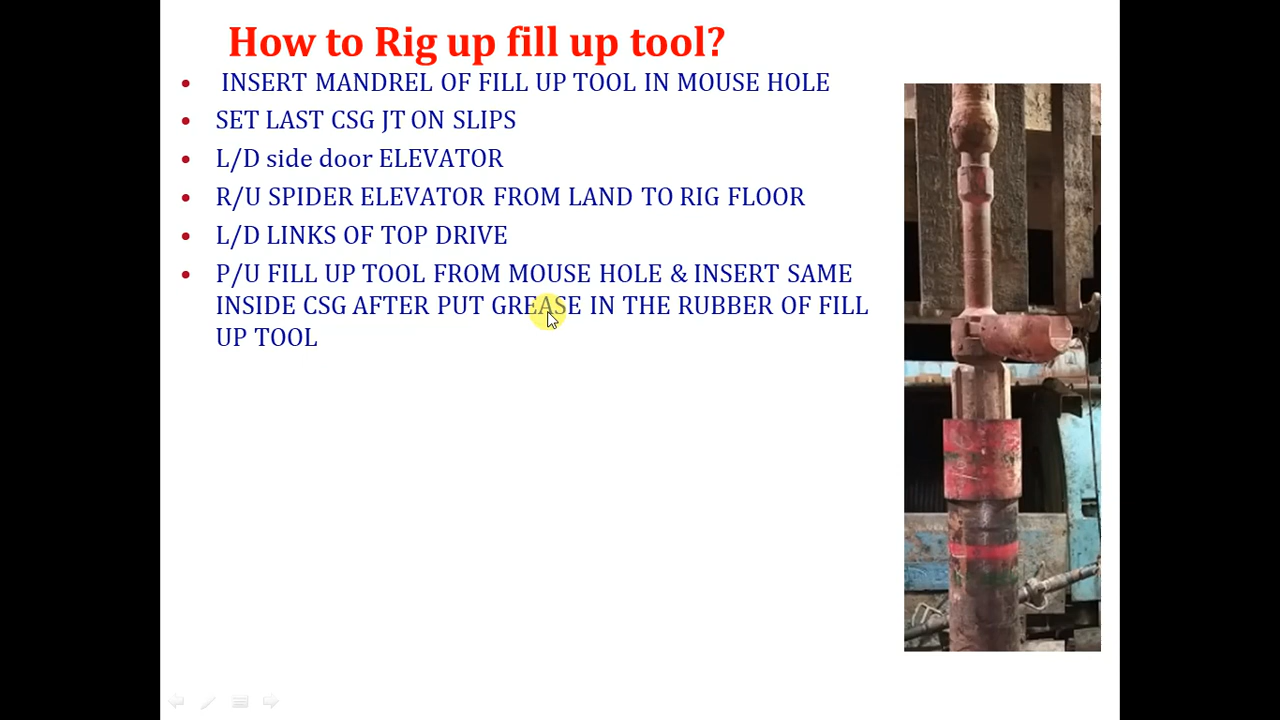 How to Rig up fill up tool?
• INSERT MANDREL OF FILL UP TOOL IN MOUSE HOLE
• SET LAST CSG JT ON SLIPS
• L/D side door ELEVATOR
• R/U SPIDER ELEVATOR FROM LAND TO RIG FLOOR
• L/D LINKS OF TOP DRIVE
• P/U FILL UP TOOL FROM MOUSE HOLE & INSERT SAME
INSIDE CSG AFTER PUT GREASE IN THE RUBBER OF FILL
UP TOOL